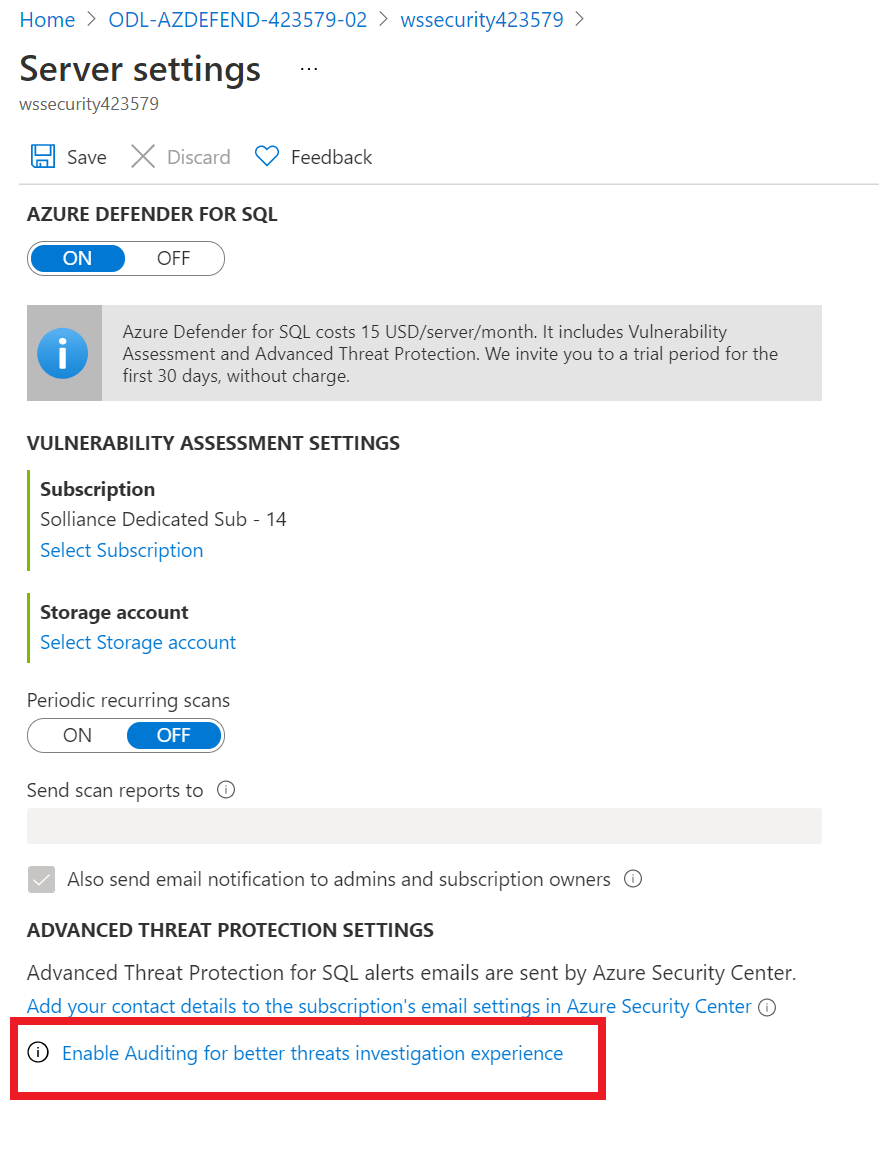 Home > ODL-AZDEFEND-423579-02 > wssecurity423579 >
Server settings ...
wssecurity423579
Save Discard Feedback
AZURE DEFENDER FOR SQL
ON OFF
Azure Defender for SQL costs 15 USD/server/month. It includes Vulnerability
Assessment and Advanced Threat Protection. We invite you to a trial period for the
first 30 days, without charge.
VULNERABILITY ASSESSMENT SETTINGS
Subscription
Solliance Dedicated Sub - 14
Select Subscription
Storage account
Select Storage account
Periodic recurring scans
ON OFF
Send scan reports to
Also send email notification to admins and subscription owners
ADVANCED THREAT PROTECTION SETTINGS
Advanced Threat Protection for SQL alerts emails are sent by Azure Security Center.
Add your contact details to the subscription's email settings in Azure Security Center
Enable Auditing for better threats investigation experience